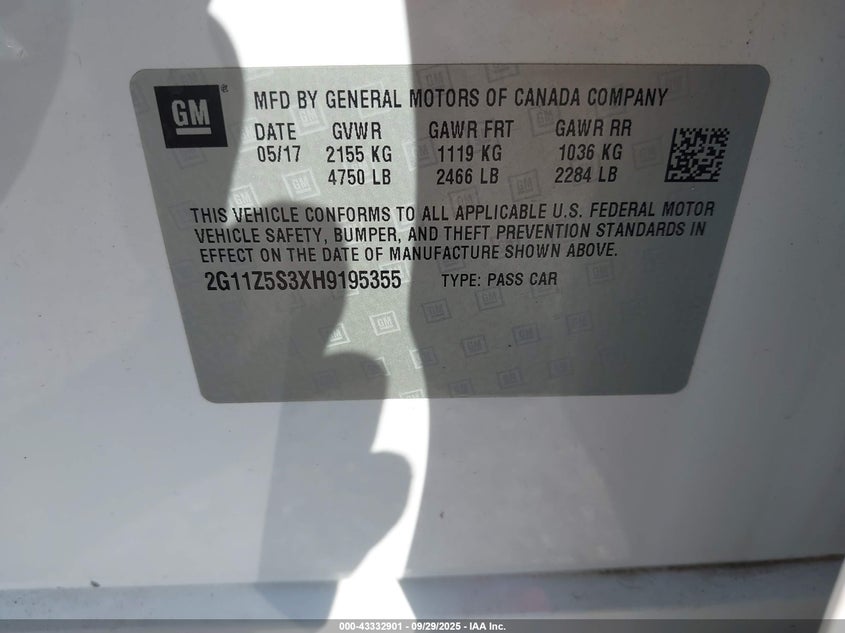 GM ®
MFD BY GENERAL MOTORS OF CANADA COMPANY
DATE GVWR GAWR FRT GAWR RR
05/17 2155 KG 1119 KG 1036 KG
4750 LB 2466 LB 2284 LB
THIS VEHICLE CONFORMS TO ALL APPLICABLE U.S. FEDERAL MOTOR
VEHICLE SAFETY, BUMPER, AND THEFT PREVENTION STANDARDS IN
EFFECT ON THE DATE OF MANUFACTURE SHOWN ABOVE.
2G11Z5S3XH9195355 TYPE: PASS CAR
000-43332901 - 09/29/2025 - IAA Inc.